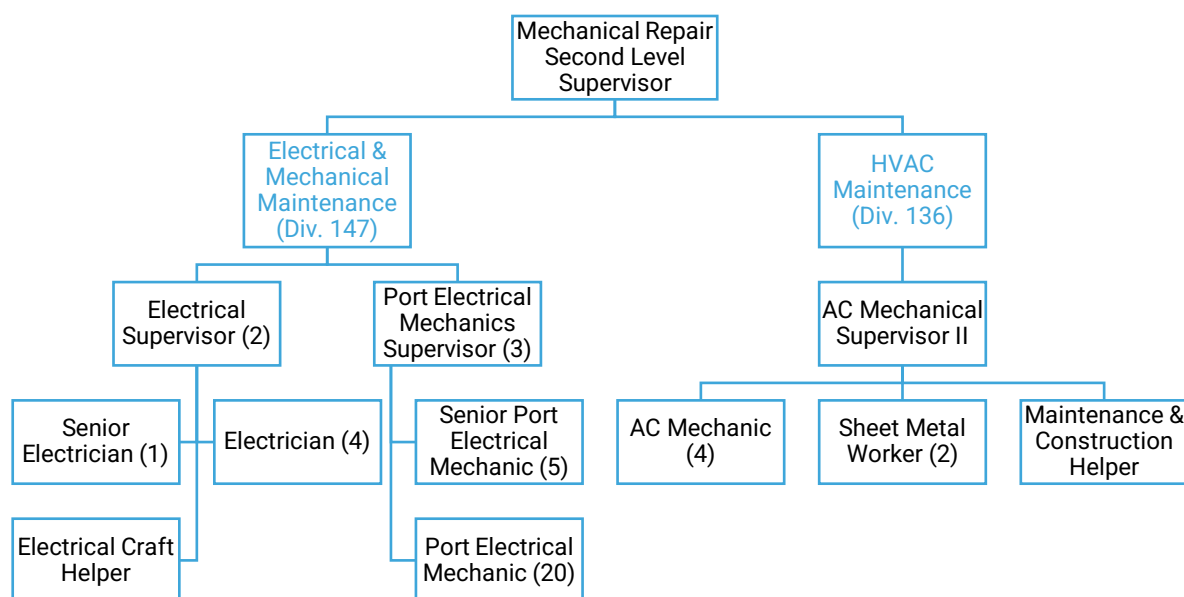 Mechanical Repair
Second Level
Supervisor
Electrical &
Mechanical
Maintenance
(Div. 147)
HVAC
Maintenance
(Div. 136)
Electrical
Supervisor (2)
Port Electrical
Mechanics
Supervisor (3)
AC Mechanical
Supervisor II
Senior
Electrician (1)
Electrician (4)
Senior Port
Electrical
Mechanic (5)
AC Mechanic
(4)
Sheet Metal
Worker (2)
Maintenance &
Construction
Helper
Electrical Craft
Helper
Port Electrical
Mechanic (20)